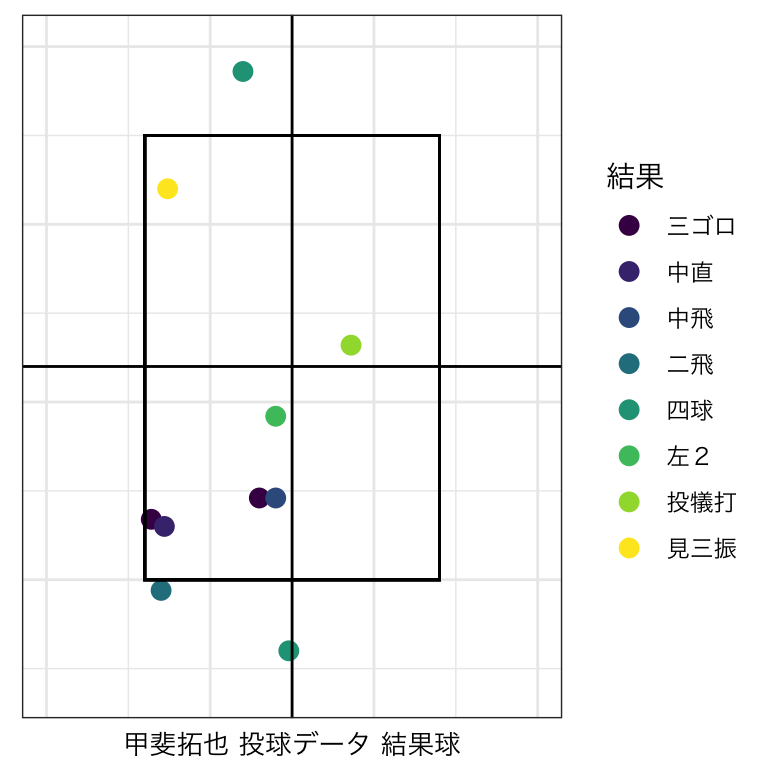 結果
三ゴロ
中直
中飛
二飛
四球
左２
投犠打
見三振
甲斐拓也 投球データ 結果球